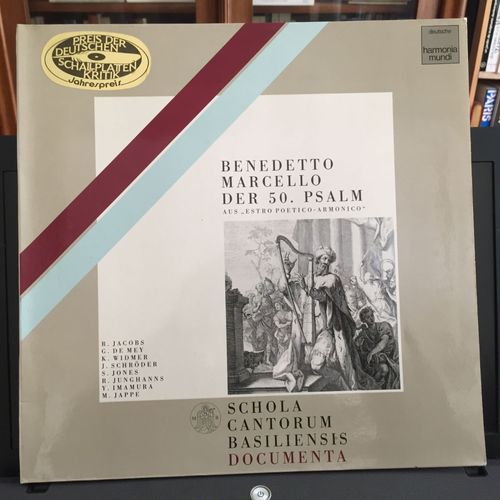 PREIS DER
DEUTSCHEN
SCHALLPLATTEN
KRITIK
Jahrespreis
deutsche
harmonia
mundi
BENEDETTO
MARCELLO
DER 50. PSALM
AUS „ESTRO POETICO-ARMONICO“
R. JACOBS
G. DE MEY
K. WIDMER
J. SCHRÖDER
S. JONES
R. JUNGHANNS
Y. IMAMURA
M. JAPPE
SCHOLA
CANTORUM
BASILIENSIS
DOCUMENTA
PARIS